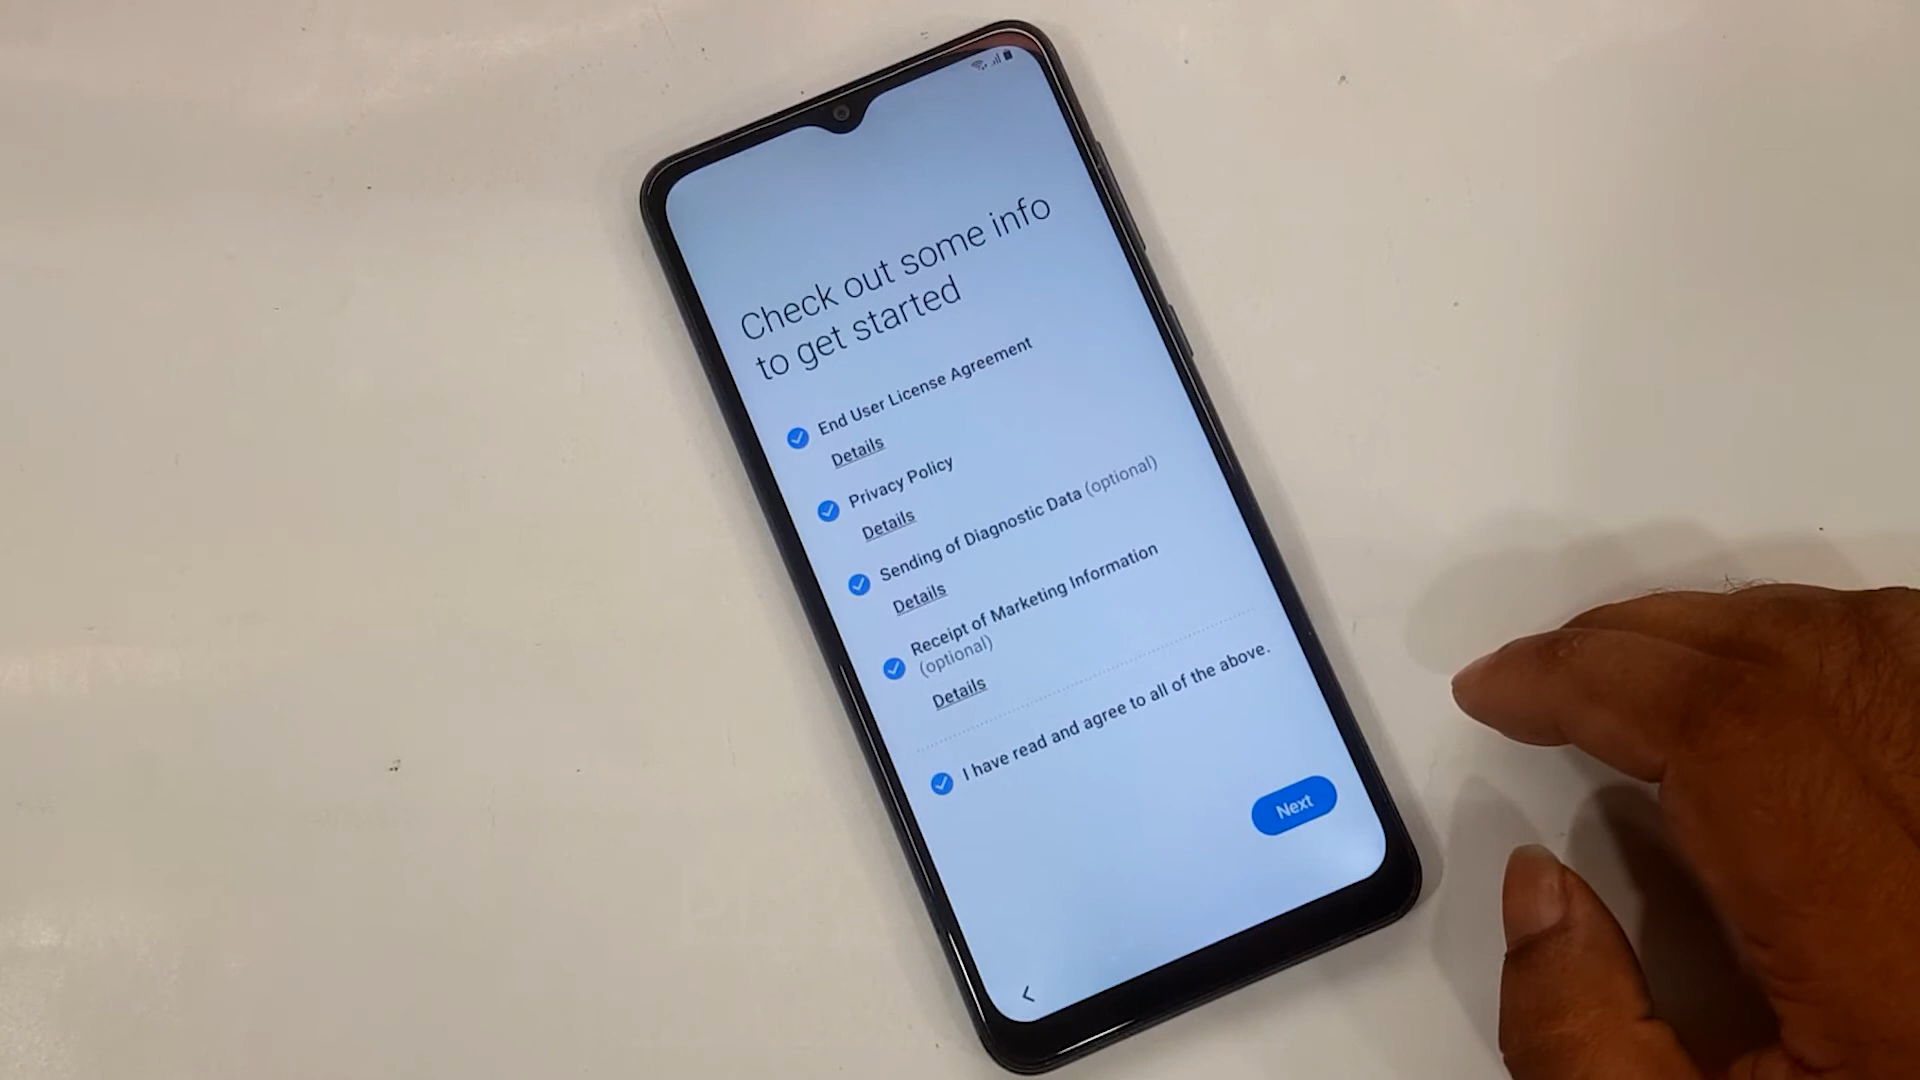 Check out some info
to get started
End User License Agreement
Details
Privacy Policy
Details
Sending of Diagnostic Data (optional)
Details
Receipt of Marketing Information
(optional)
Details
I have read and agree to all of the above.
Next